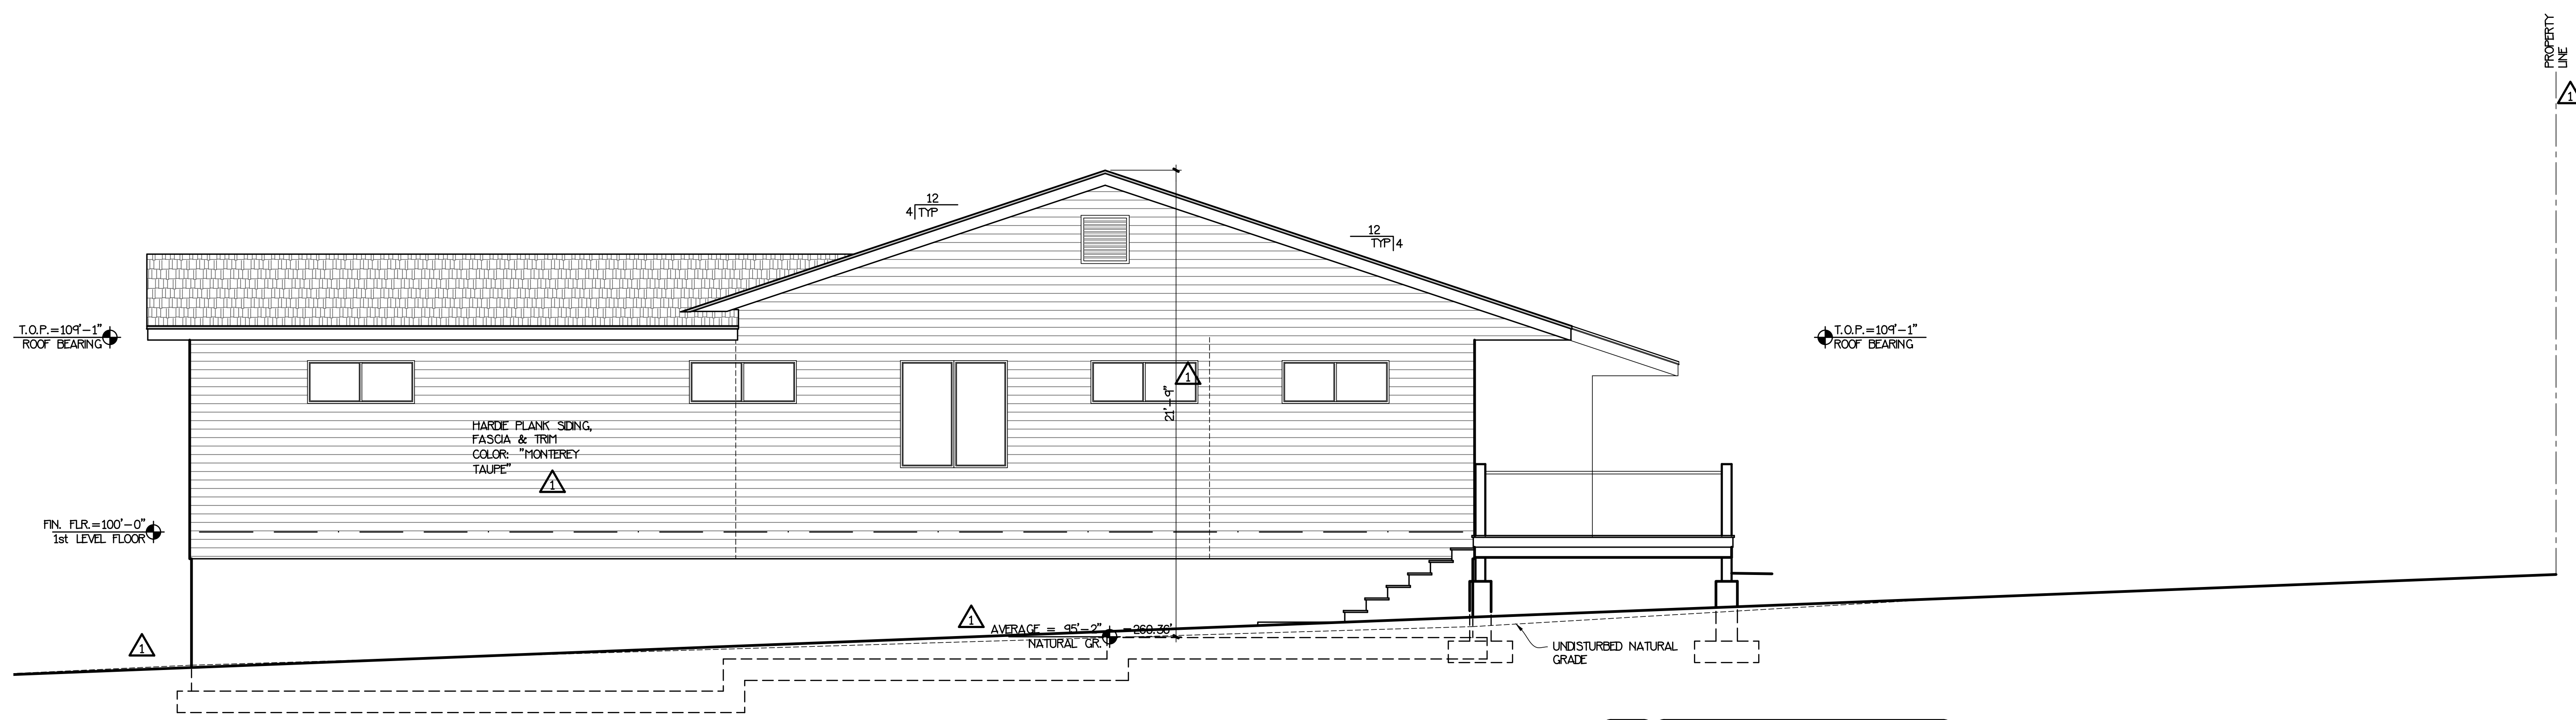 PROPERTY
LINE
1
12
4 TYP
12
TYP 4
T.O.P.=109'-1"
ROOF BEARING
T.O.P.=109'-1"
ROOF BEARING
1
21'-9"
HARDIE PLANK SIDING,
FASCIA & TRIM
COLOR: "MONTEREY
TAUPE"
1
FIN. FLR.=100'-0"
1st LEVEL FLOOR
1
1
AVERAGE = 95'-2" =260.36'
NATURAL GR.
UNDISTURBED NATURAL
GRADE